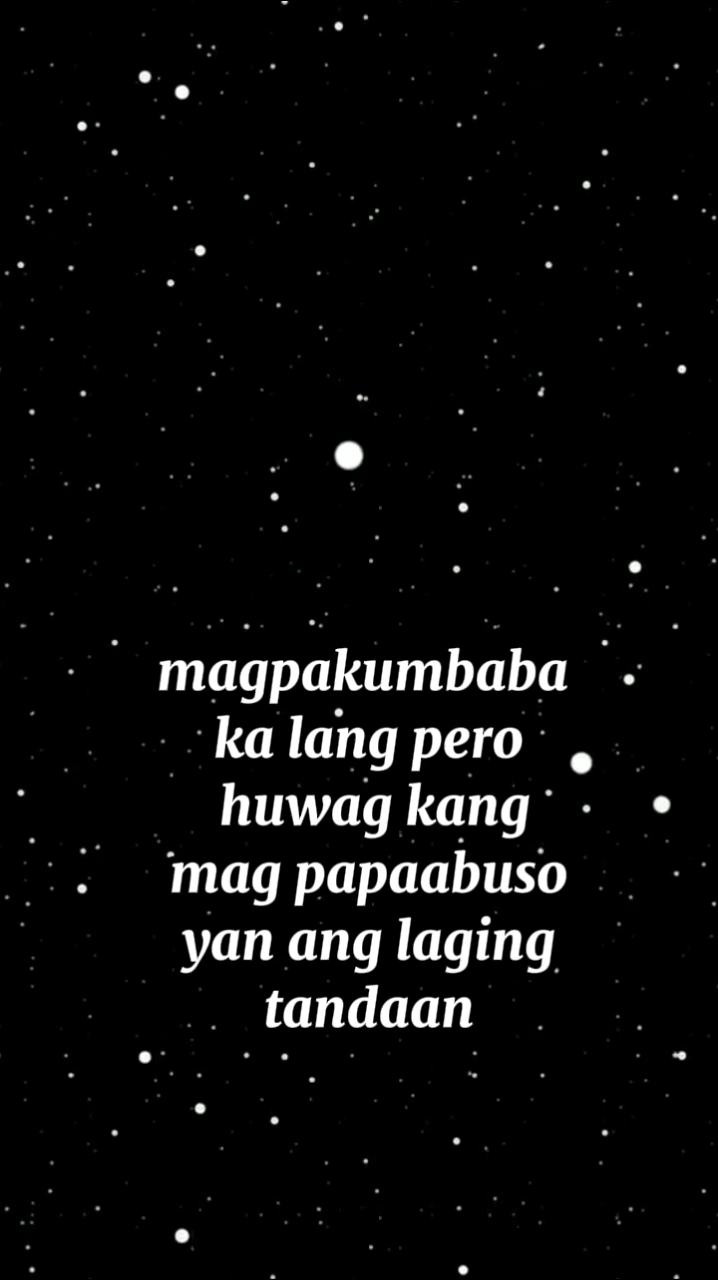 magpakumbaba
ka lang pero
huwag kang
mag papaabuso
yan ang laging
tandaan